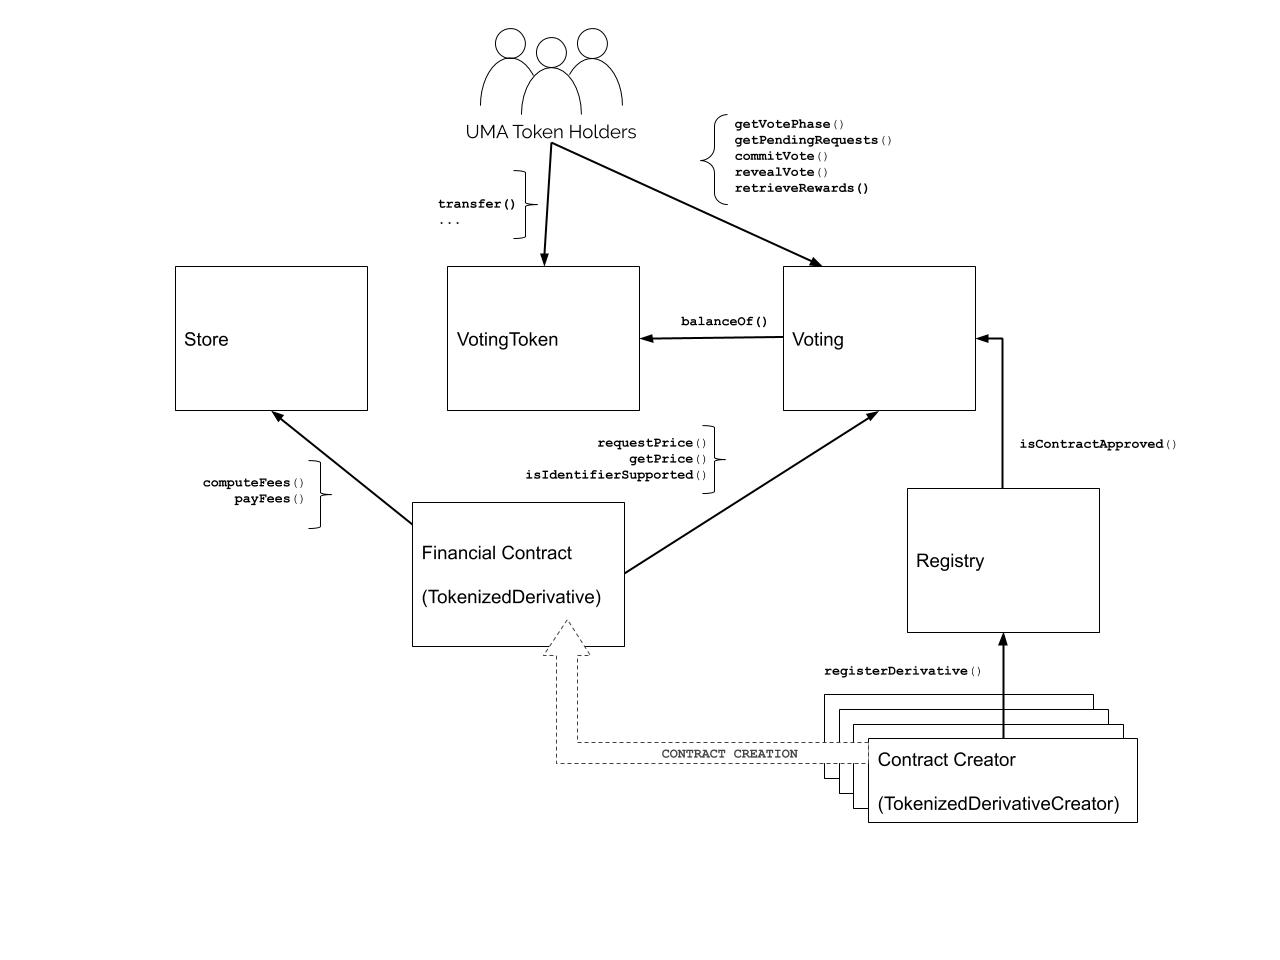 UMA Token Holders
getVotePhase()
getPendingRequests()
commitVote()
revealVote()
retrieveRewards()
transfer()
...
Store
VotingToken
balanceOf()
Voting
requestPrice()
getPrice()
isIdentifierSupported()
isContractApproved()
computeFees()
payFees()
Financial Contract
(TokenizedDerivative)
Registry
registerDerivative()
CONTRACT CREATION
Contract Creator
(TokenizedDerivativeCreator)